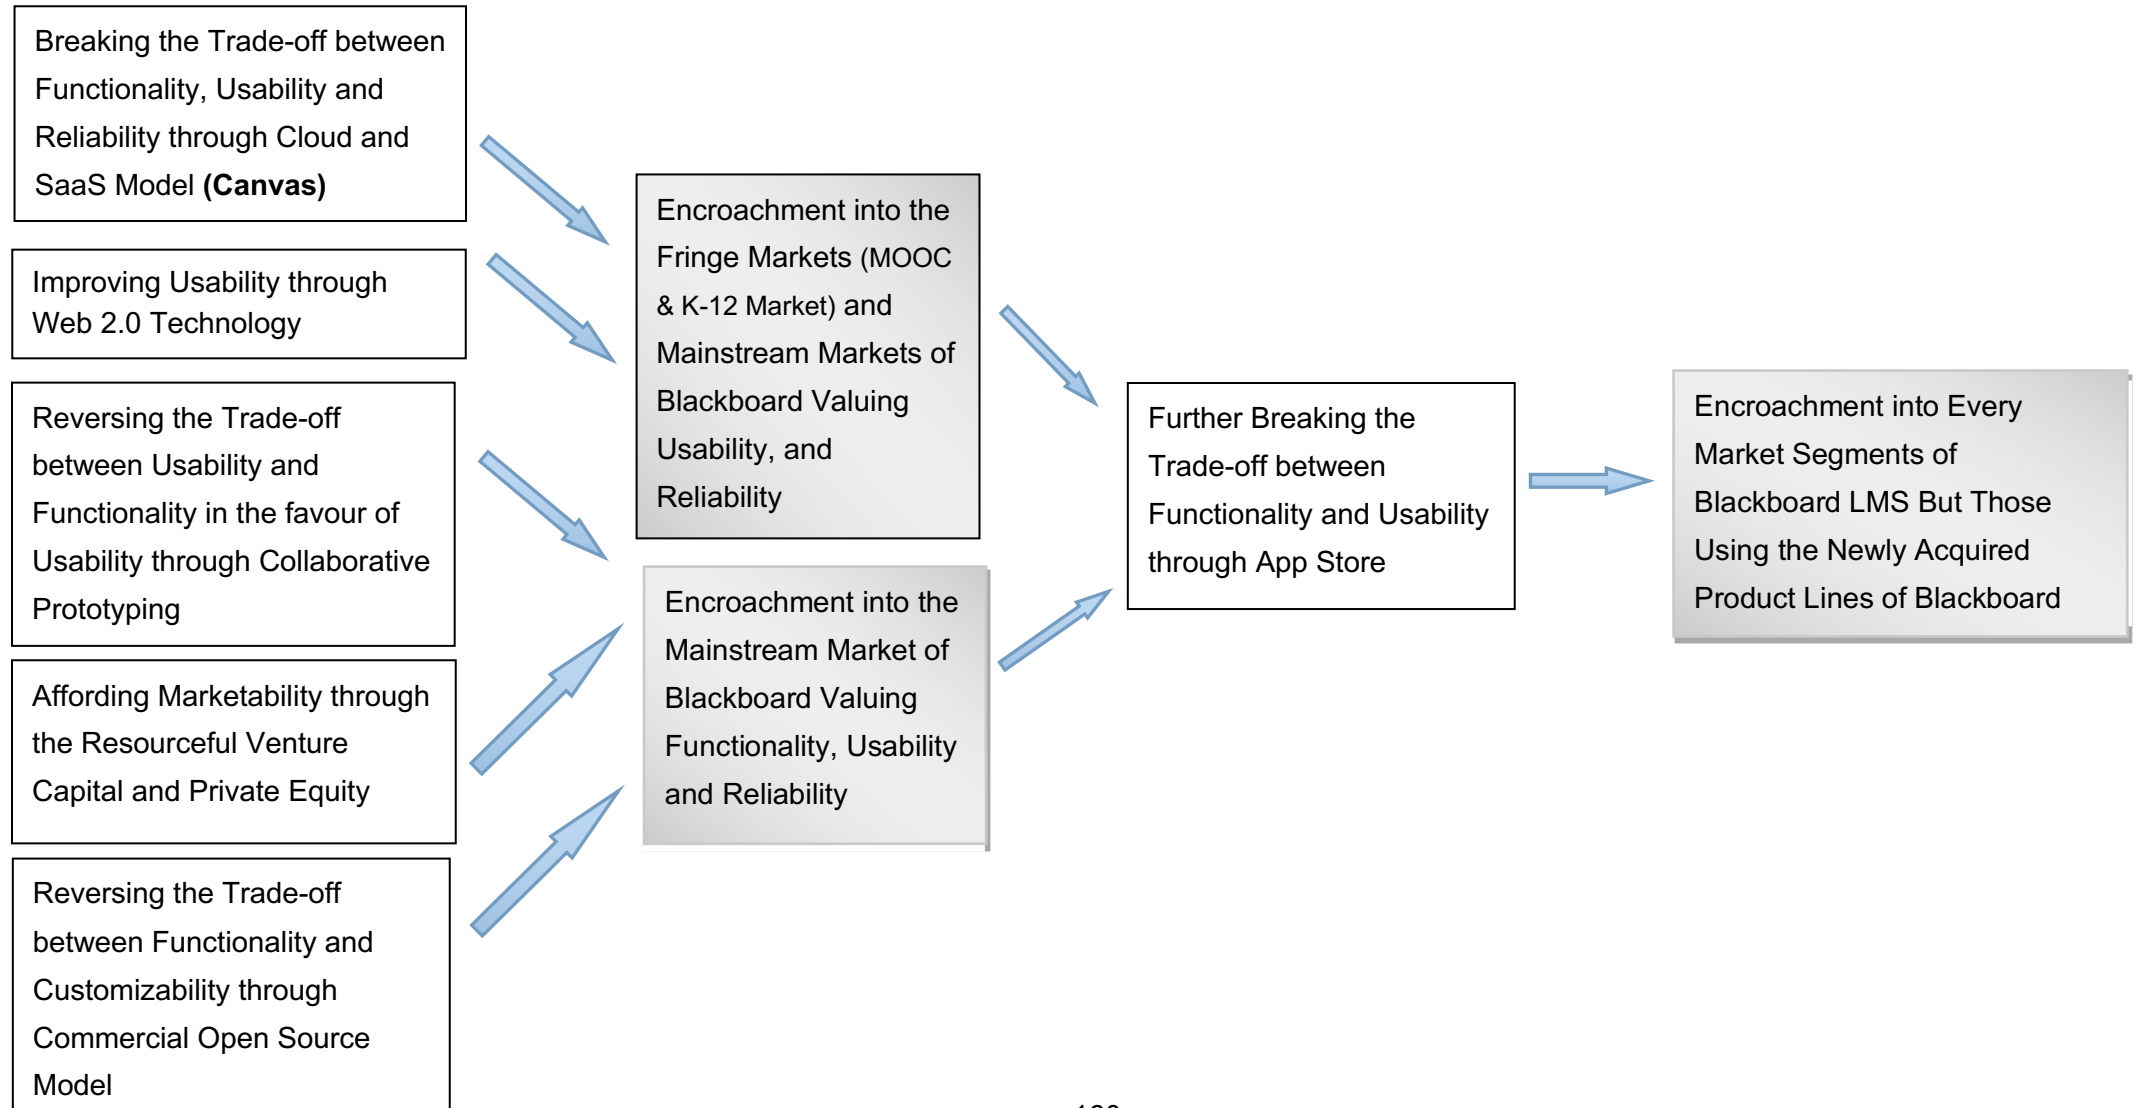 Breaking the Trade-off between
Functionality, Usability and
Reliability through Cloud and
SaaS Model (Canvas)
Improving Usability through
Web 2.0 Technology
Reversing the Trade-off
between Usability and
Functionality in the favour of
Usability through Collaborative
Prototyping
Affording Marketability through
the Resourceful Venture
Capital and Private Equity
Reversing the Trade-off
between Functionality and
Customizability through
Commercial Open Source
Model
Encroachment into the
Fringe Markets (MOOC
& K-12 Market) and
Mainstream Markets of
Blackboard Valuing
Usability, and
Reliability
Encroachment into the
Mainstream Market of
Blackboard Valuing
Functionality, Usability
and Reliability
Further Breaking the
Trade-off between
Functionality and Usability
through App Store
Encroachment into Every
Market Segments of
Blackboard LMS But Those
Using the Newly Acquired
Product Lines of Blackboard